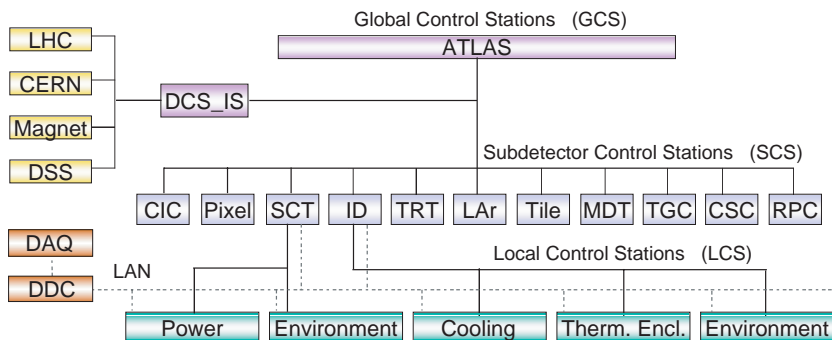 Global Control Stations (GCS)
LHC
ATLAS
CERN
DCS_IS
Magnet
DSS
Subdetector Control Stations (SCS)
CIC Pixel SCT ID TRT LAr Tile MDT TGC CSC RPC
DAQ
Local Control Stations (LCS)
LAN
DDC
Power Environment Cooling Therm. Encl. Environment